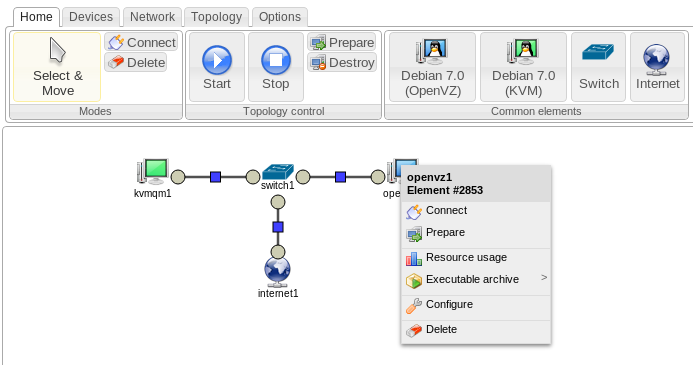 Home Devices Network Topology Options
Select & Move
Connect
Delete
Modes
Start
Stop
Prepare
Destroy
Topology control
Debian 7.0 (OpenVZ)
Debian 7.0 (KVM)
Switch
Internet
Common elements
kvmqm1
switch1
internet1
openvz1
Element #2853
Connect
Prepare
Resource usage
Executable archive >
Configure
Delete